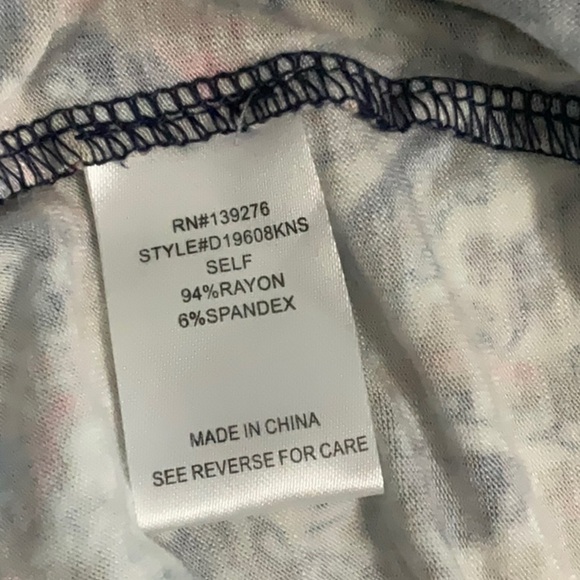 RN#139276
STYLE#D19608KNS
SELF
94%RAYON
6%SPANDEX
MADE IN CHINA
SEE REVERSE FOR CARE